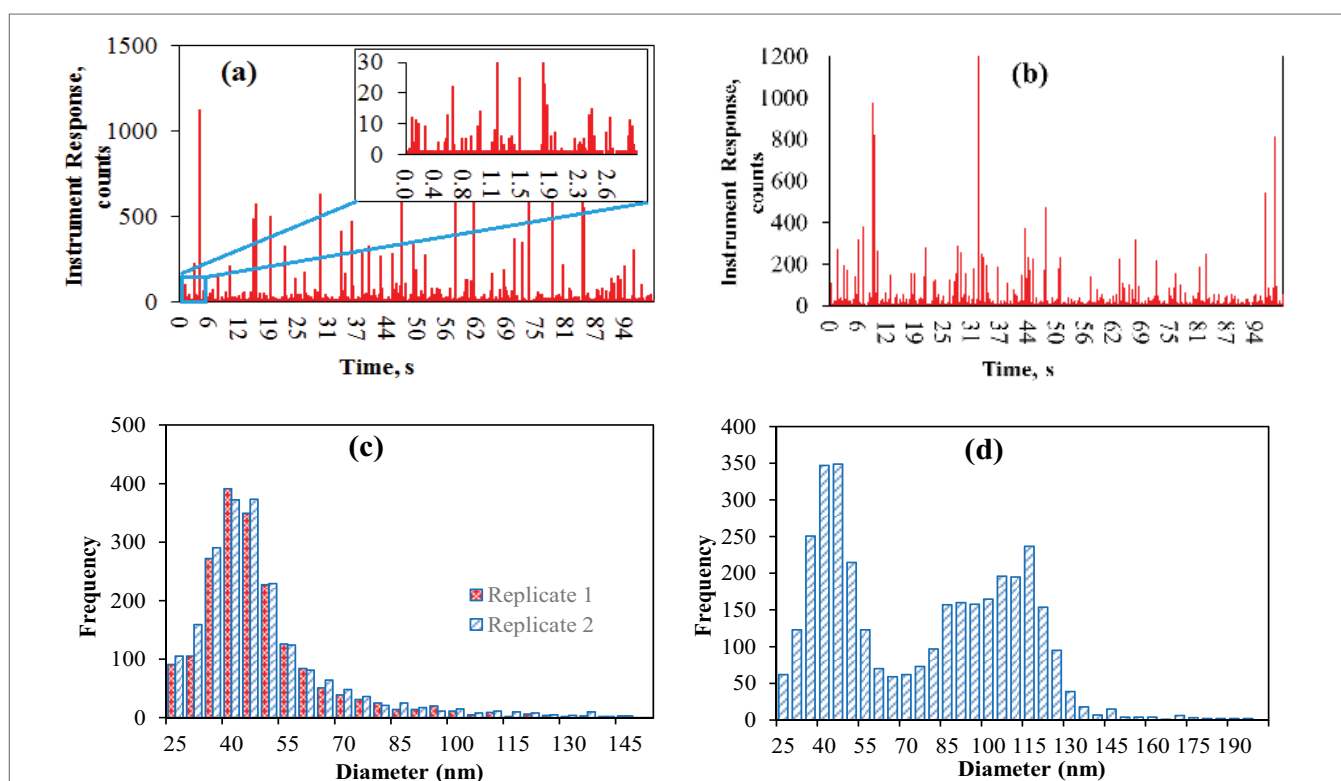 (a)
Instrument Response,
counts
1500
1000
500
0
0 6 12 19 25 31 37 44 50 56 62 69 75 81 87 94
Time, s
30
20
10
0
0.0 0.4 0.8 1.1 1.5 1.9 2.3 2.6
(b)
Instrument Response,
counts
1200
1000
800
600
400
200
0
0 6 12 19 25 31 37 44 50 56 62 69 75 81 87 94
Time, s
(c)
Frequency
500
400
300
200
100
0
Replicate 1
Replicate 2
25 40 55 70 85 100 115 130 145
Diameter (nm)
(d)
Frequency
400
350
300
250
200
150
100
50
0
25 40 55 70 85 100 115 130 145 160 175 190
Diameter (nm)